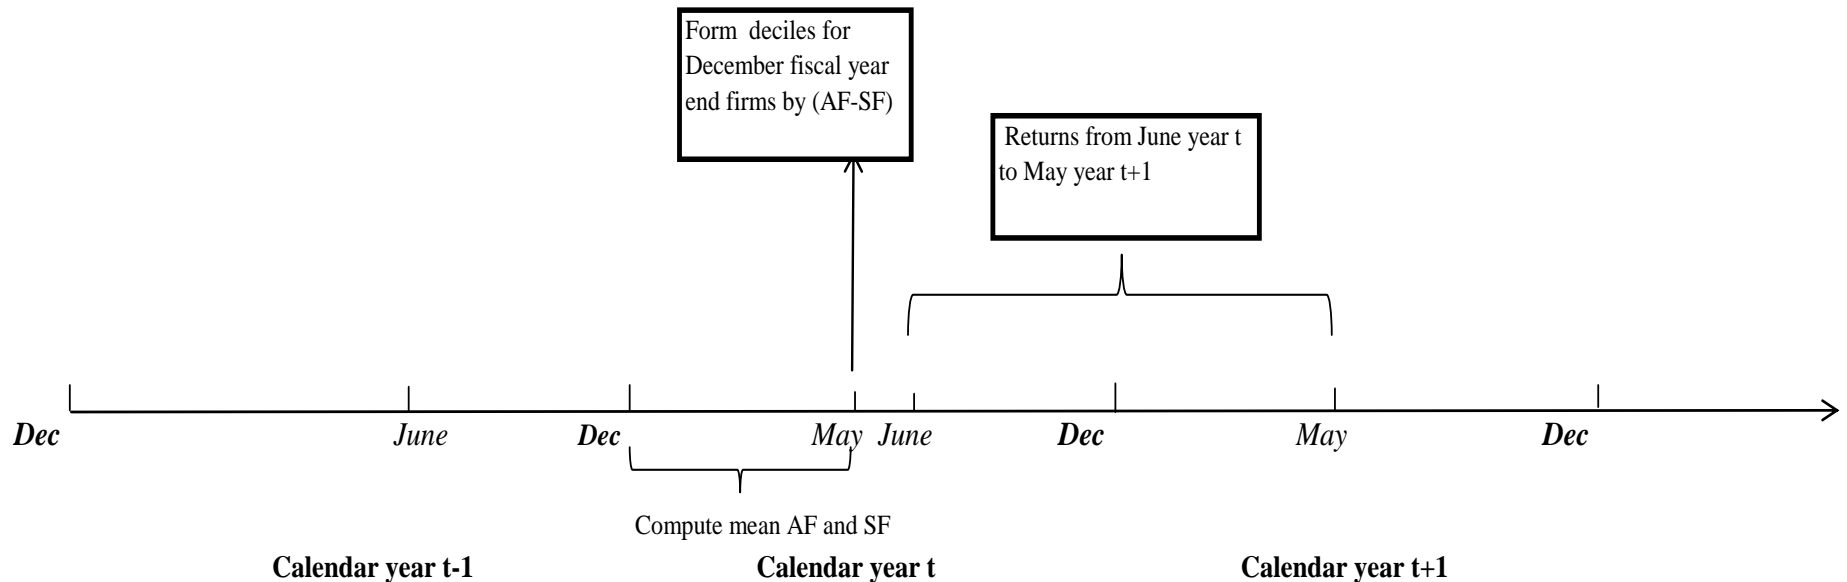 Form deciles for
December fiscal year
end firms by (AF-SF)
Returns from June year t
to May year t+1
Dec June Dec May June Dec May Dec
Compute mean AF and SF
Calendar year t-1 Calendar year t Calendar year t+1